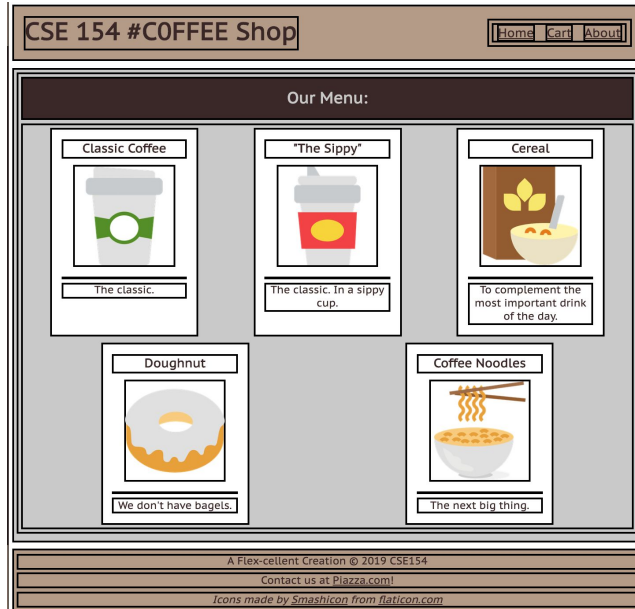 CSE 154 #C0FFEE Shop
Home Cart About
Our Menu:
Classic Coffee
The classic.
"The Sippy"
The classic. In a sippy
cup.
Cereal
To complement the
most important drink
of the day.
Doughnut
We don't have bagels.
Coffee Noodles
The next big thing.
A Flex-cellent Creation © 2019 CSE154
Contact us at Piazza.com!
Icons made by Smashicon from flaticon.com